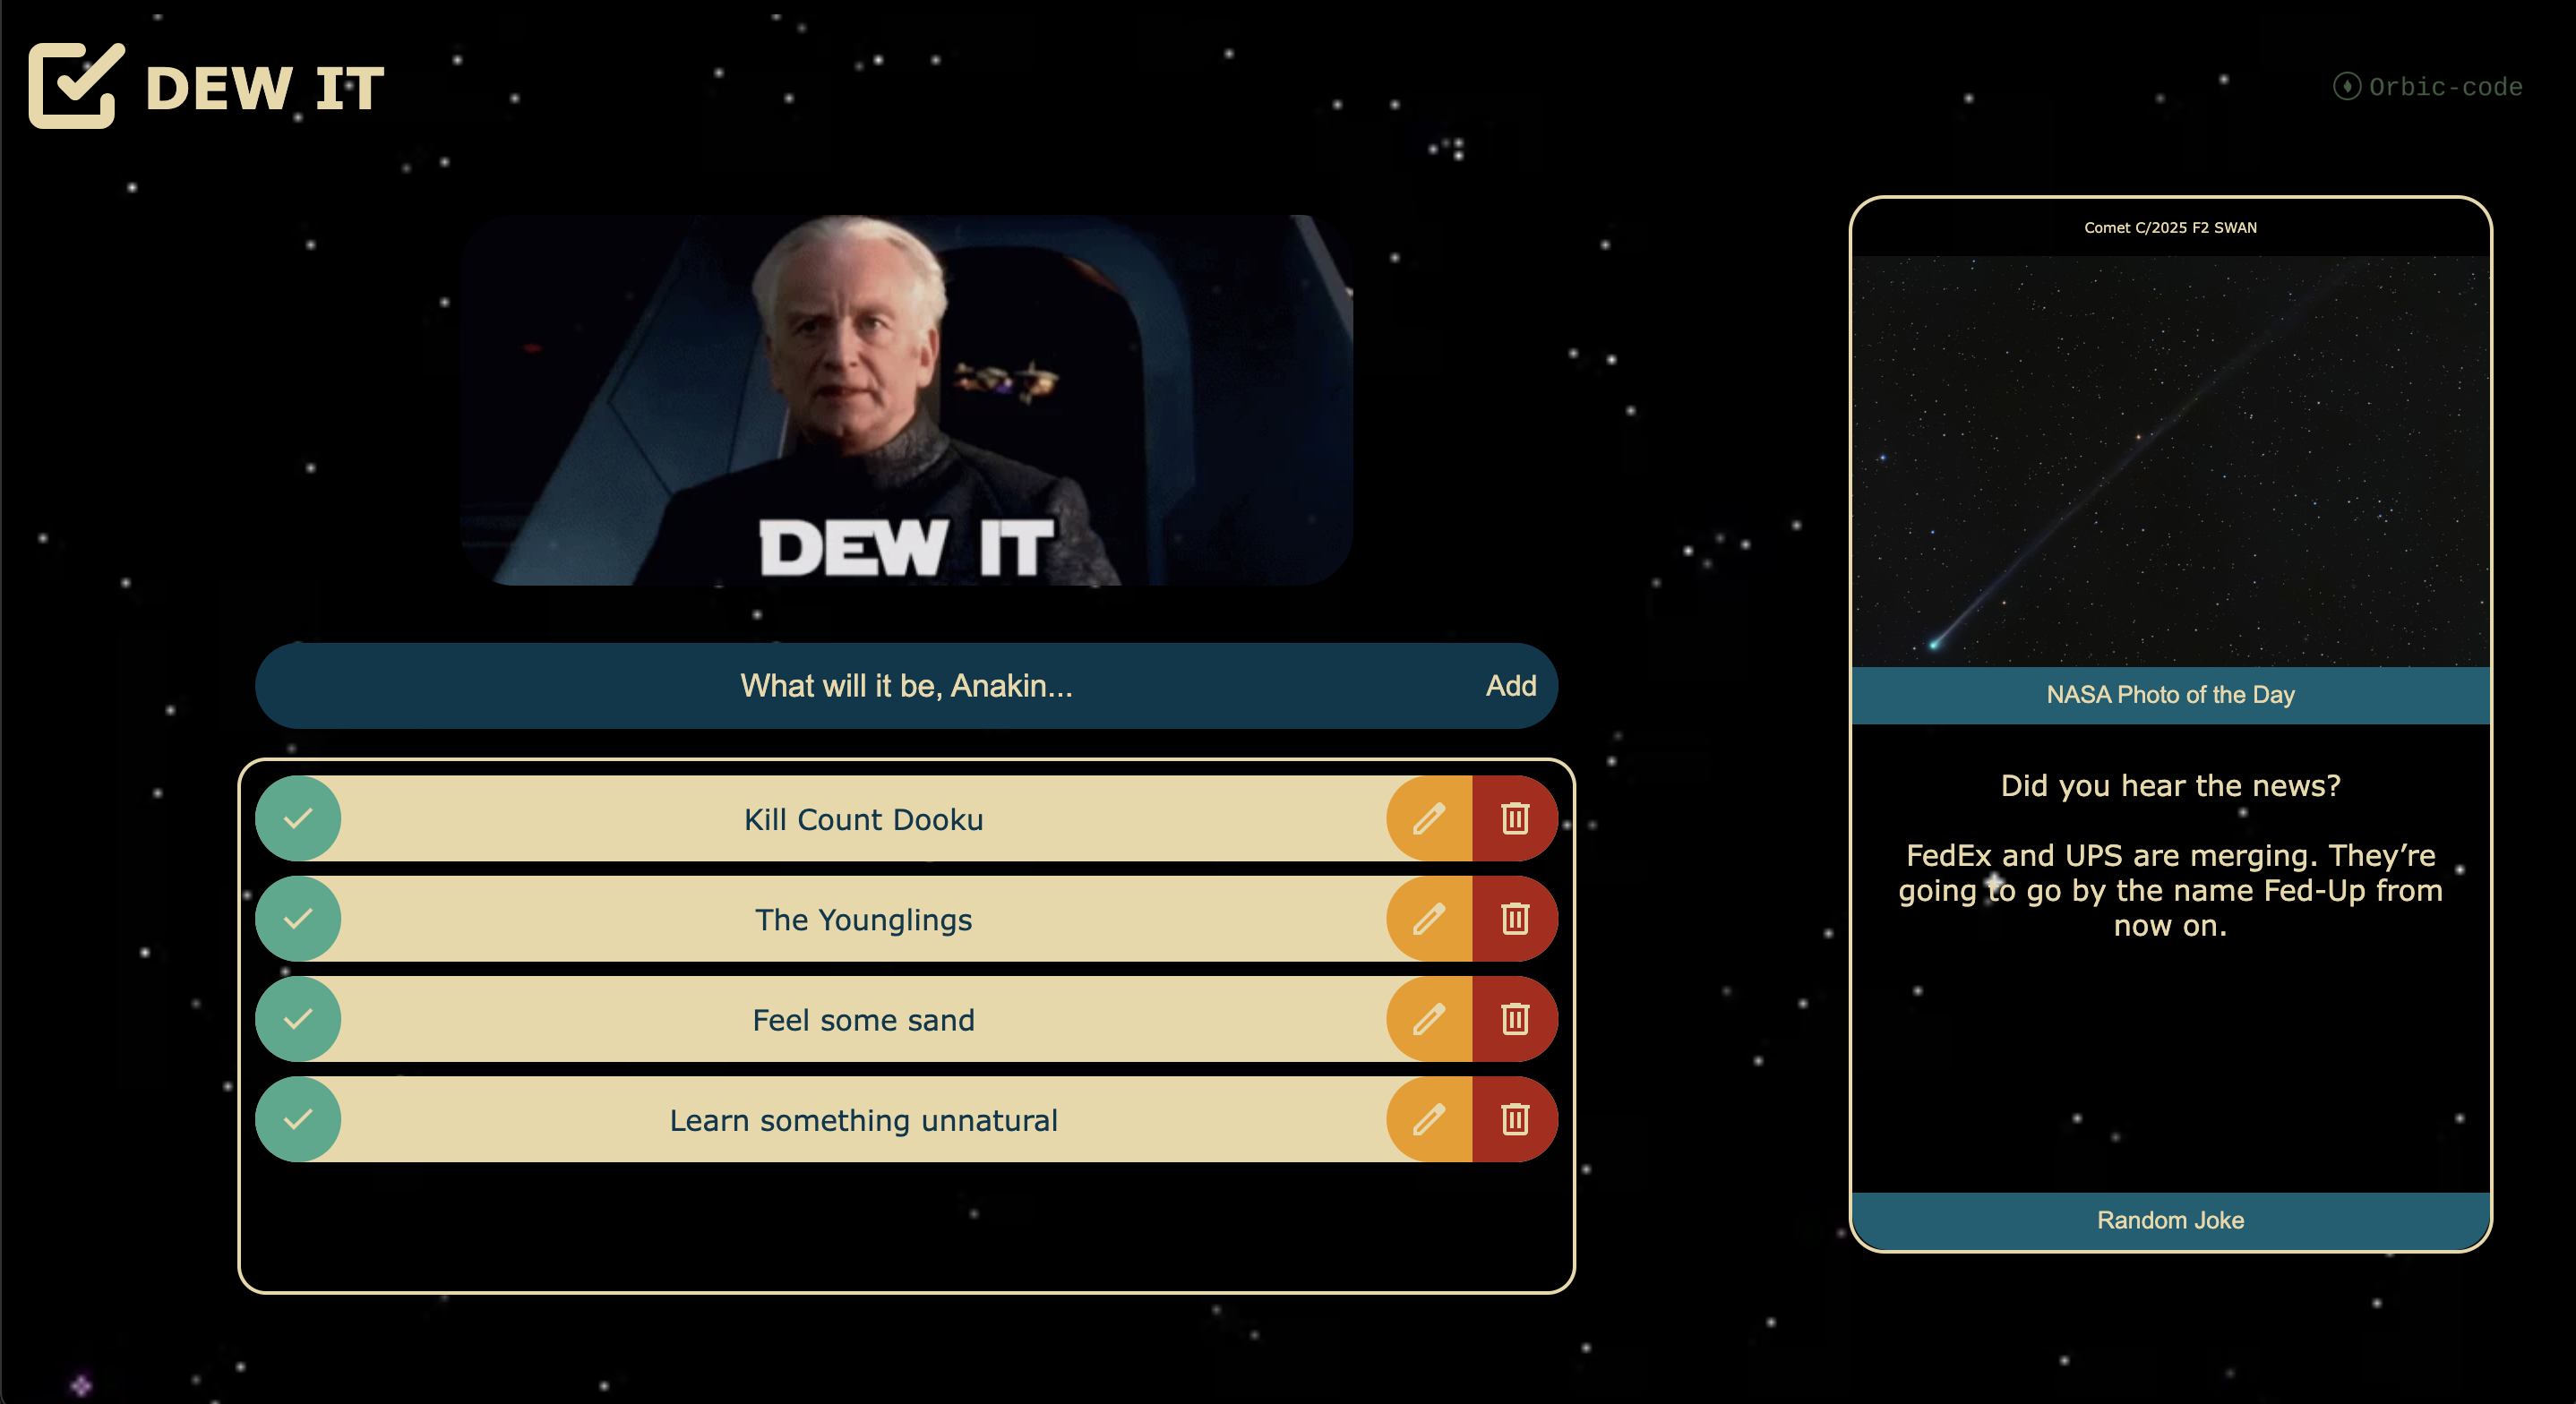 DEW IT
Orbic-code
DEW IT
What will it be, Anakin...
Add
Kill Count Dooku
The Younglings
Feel some sand
Learn something unnatural
Comet C/2025 F2 SWAN
NASA Photo of the Day
Did you hear the news?
FedEx and UPS are merging. They’re
going to go by the name Fed-Up from
now on.
Random Joke